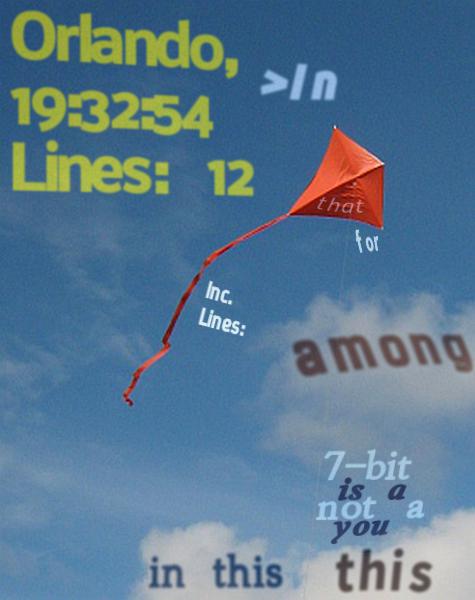 Orlando,
19:32:54
Lines: 12
>In
that
for
Inc.
Lines:
among
7-bit
is a
not a
you
in this
this